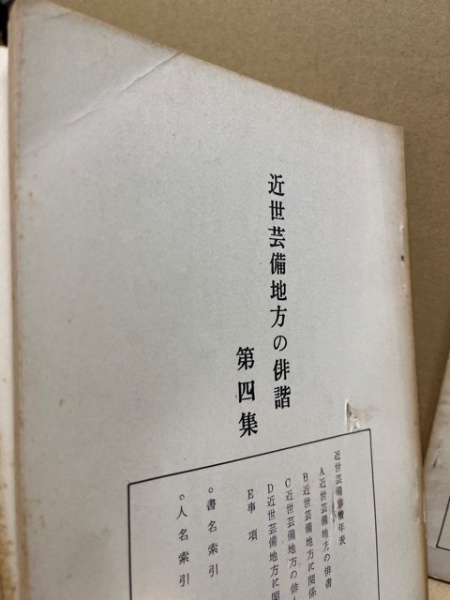 近世芸備地方の俳諧
第四集
近世芸備俳諧年表
A近世芸備地方の俳書
B近世芸備地方に関係
C近世芸備地方の俳
D近世芸備地方に関
E事項
○書名索引
○人名索引